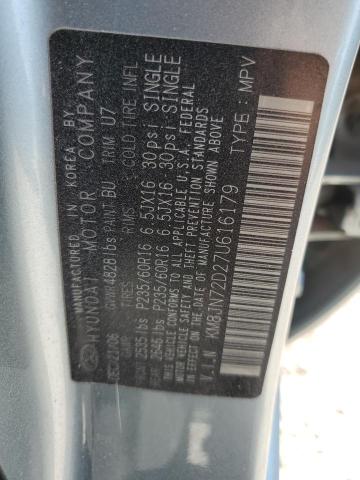 MADE IN KOREA BY
HYUNDAI MOTOR COMPANY
DEC/21/06 PAINT BU TRIM U7
GVWR 4828 lbs
TIRES RIMS COLD TIRE INFL
2535 lbs P235/60R16 6.5JX16 30psi SINGLE
2646 lbs P235/60R16 6.5JX16 30psi SINGLE
THIS VEHICLE CONFORMS TO ALL APPLICABLE U,S,A, FEDERAL
MOTOR VEHICLE SAFETY AND THEFT PREVENTION STANDARDS
IN EFFECT ON THE DATE OF MANUFACTURE SHOWN ABOVE.
V.I.N : KM8JN72D27U616179 TYPE : MPV